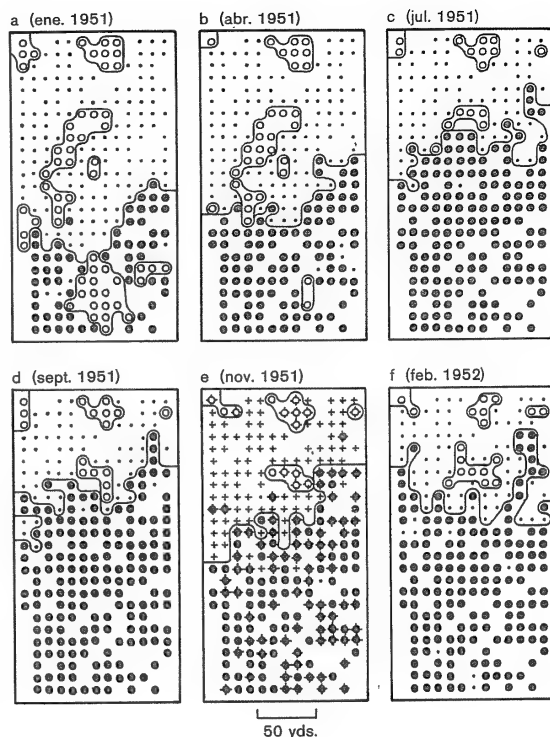 a (ene. 1951)
b (abr. 1951)
c (jul. 1951)
d (sept. 1951)
e (nov. 1951)
f (feb. 1952)
50 yds.